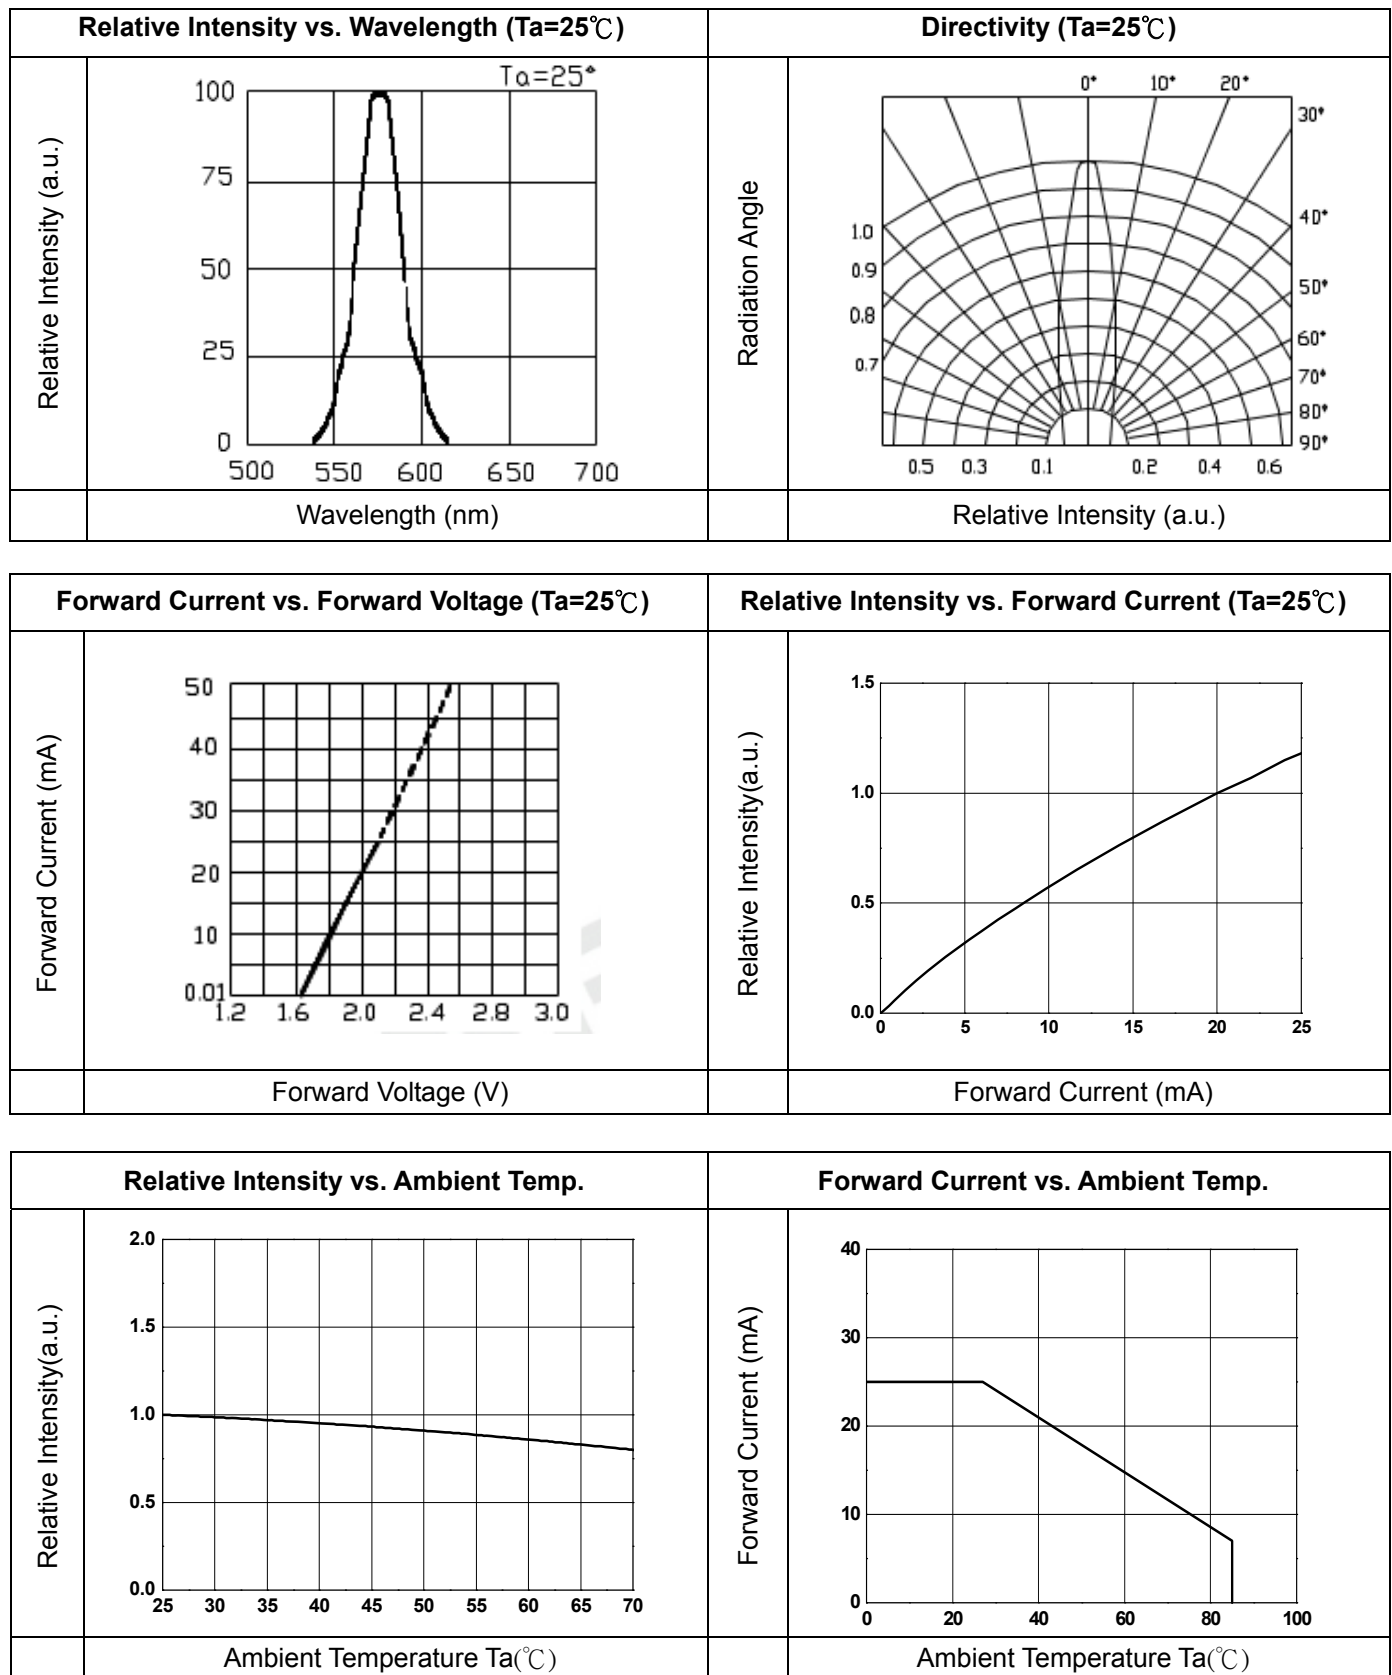 Relative Intensity vs. Wavelength (Ta=25℃)
Relative Intensity (a.u.)
Ta=25°
100
75
50
25
0
500 550 600 650 700
Wavelength (nm)
Directivity (Ta=25℃)
Radiation Angle
0° 10° 20°
30°
40°
50°
60°
70°
80°
90°
1.0
0.9
0.8
0.7
0.5 0.3 0.1 0.2 0.4 0.6
Relative Intensity (a.u.)
Forward Current vs. Forward Voltage (Ta=25℃)
Forward Current (mA)
50
40
30
20
10
0.01
1.2 1.6 2.0 2.4 2.8 3.0
Forward Voltage (V)
Relative Intensity vs. Forward Current (Ta=25℃)
Relative Intensity(a.u.)
1.5
1.0
0.5
0.0
0 5 10 15 20 25
Forward Current (mA)
Relative Intensity vs. Ambient Temp.
Relative Intensity(a.u.)
2.0
1.5
1.0
0.5
0.0
25 30 35 40 45 50 55 60 65 70
Ambient Temperature Ta(℃)
Forward Current vs. Ambient Temp.
Forward Current (mA)
40
30
20
10
0
0 20 40 60 80 100
Ambient Temperature Ta(℃)